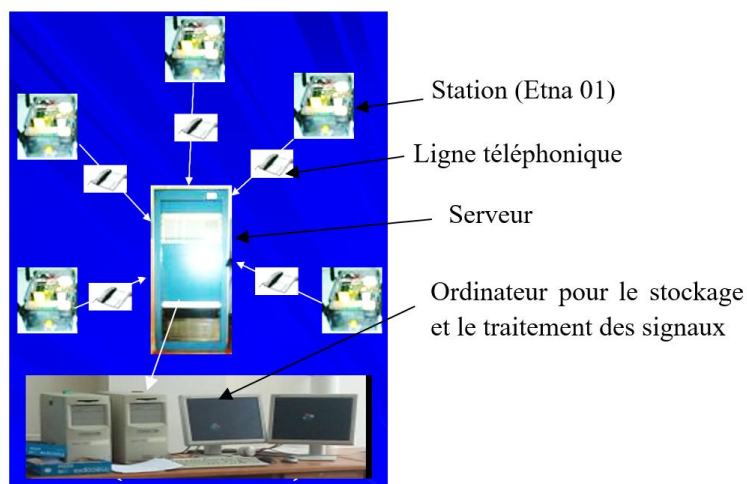 Station (Etna 01)
Ligne téléphonique
Serveur
Ordinateur pour le stockage
et le traitement des signaux